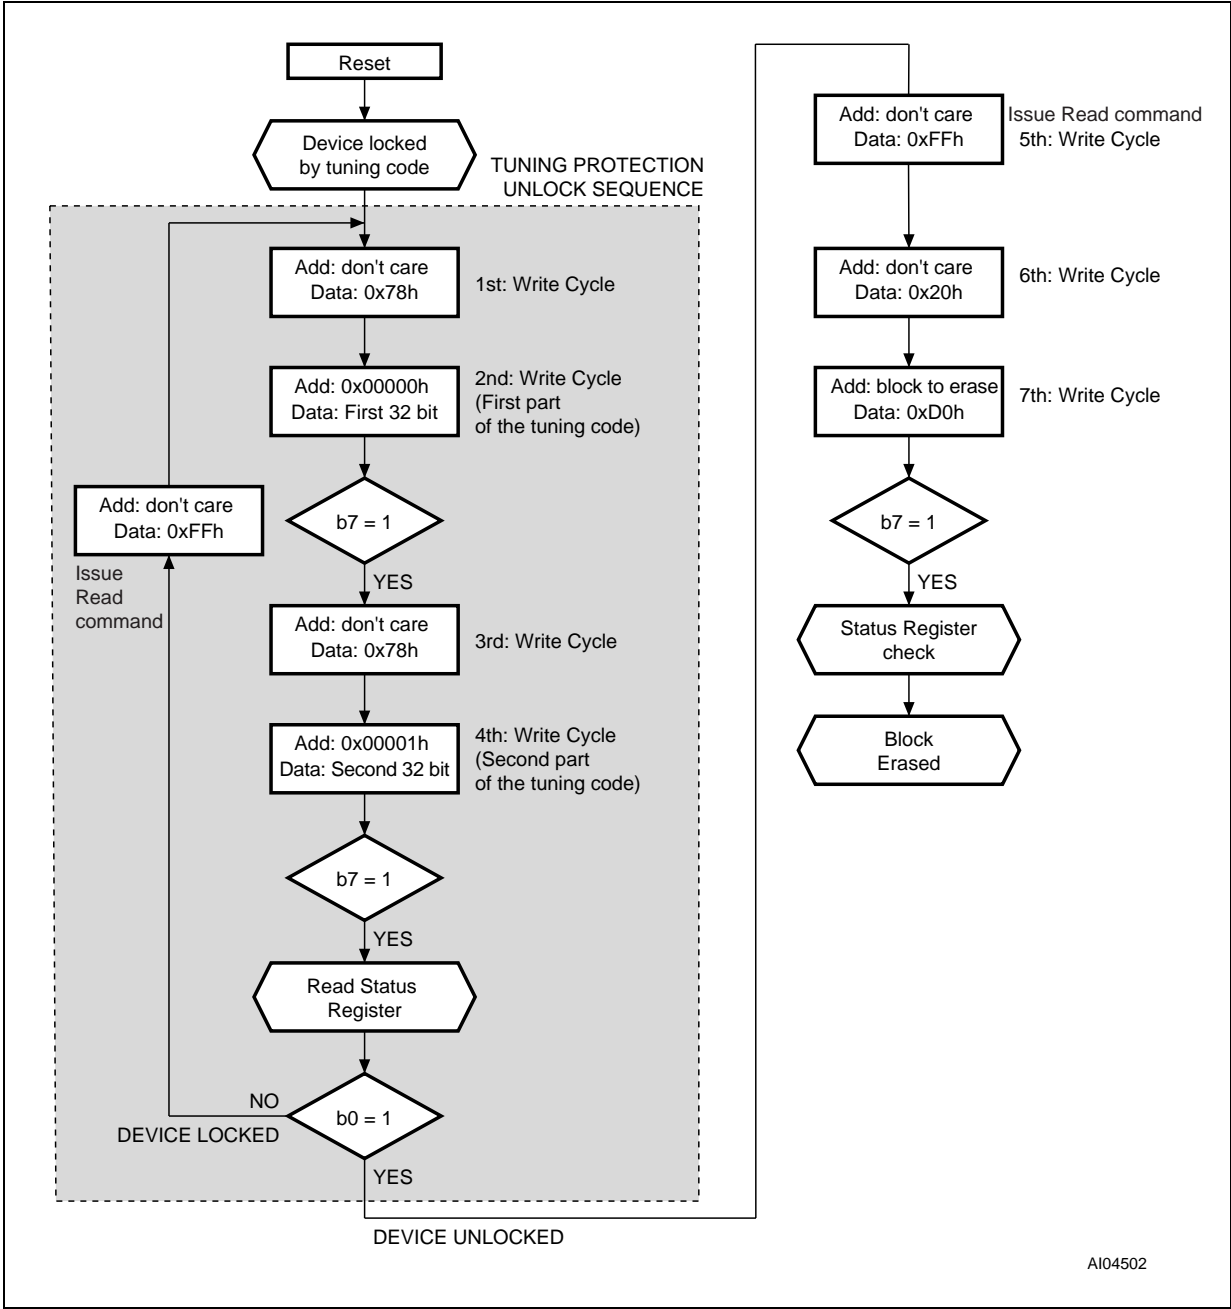 Reset
Device locked
by tuning code
TUNING PROTECTION
UNLOCK SEQUENCE
Add: don't care
Data: 0x78h
1st: Write Cycle
Add: 0x00000h
Data: First 32 bit
2nd: Write Cycle
(First part
of the tuning code)
b7 = 1
YES
Add: don't care
Data: 0xFFh
Issue
Read
command
Add: don't care
Data: 0x78h
3rd: Write Cycle
Add: 0x00001h
Data: Second 32 bit
4th: Write Cycle
(Second part
of the tuning code)
b7 = 1
YES
Read Status
Register
b0 = 1
NO
DEVICE LOCKED
YES
DEVICE UNLOCKED
Add: don't care
Data: 0xFFh
Issue Read command
5th: Write Cycle
Add: don't care
Data: 0x20h
6th: Write Cycle
Add: block to erase
Data: 0xD0h
7th: Write Cycle
b7 = 1
YES
Status Register
check
Block
Erased
AI04502